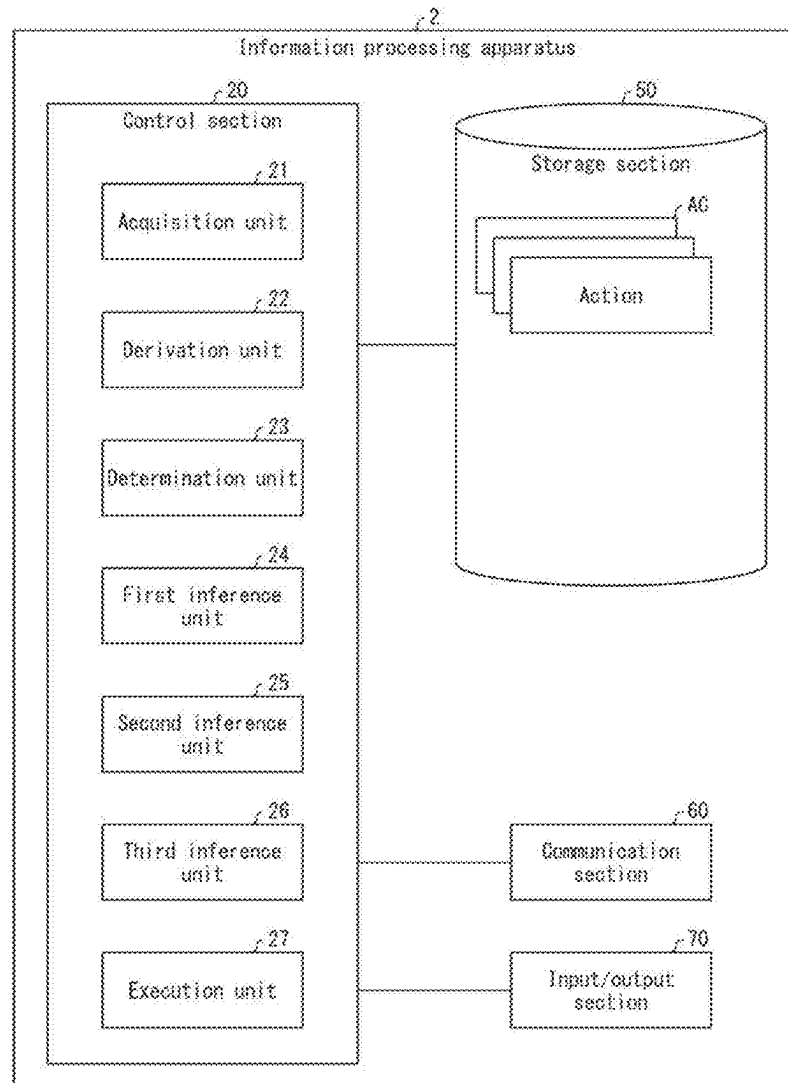 2
Information processing apparatus
20
Control section
21
Acquisition unit
22
Derivation unit
23
Determination unit
24
First inference
unit
25
Second inference
unit
26
Third inference
unit
27
Execution unit
50
Storage section
AC
Action
60
Communication
section
70
Input/output
section